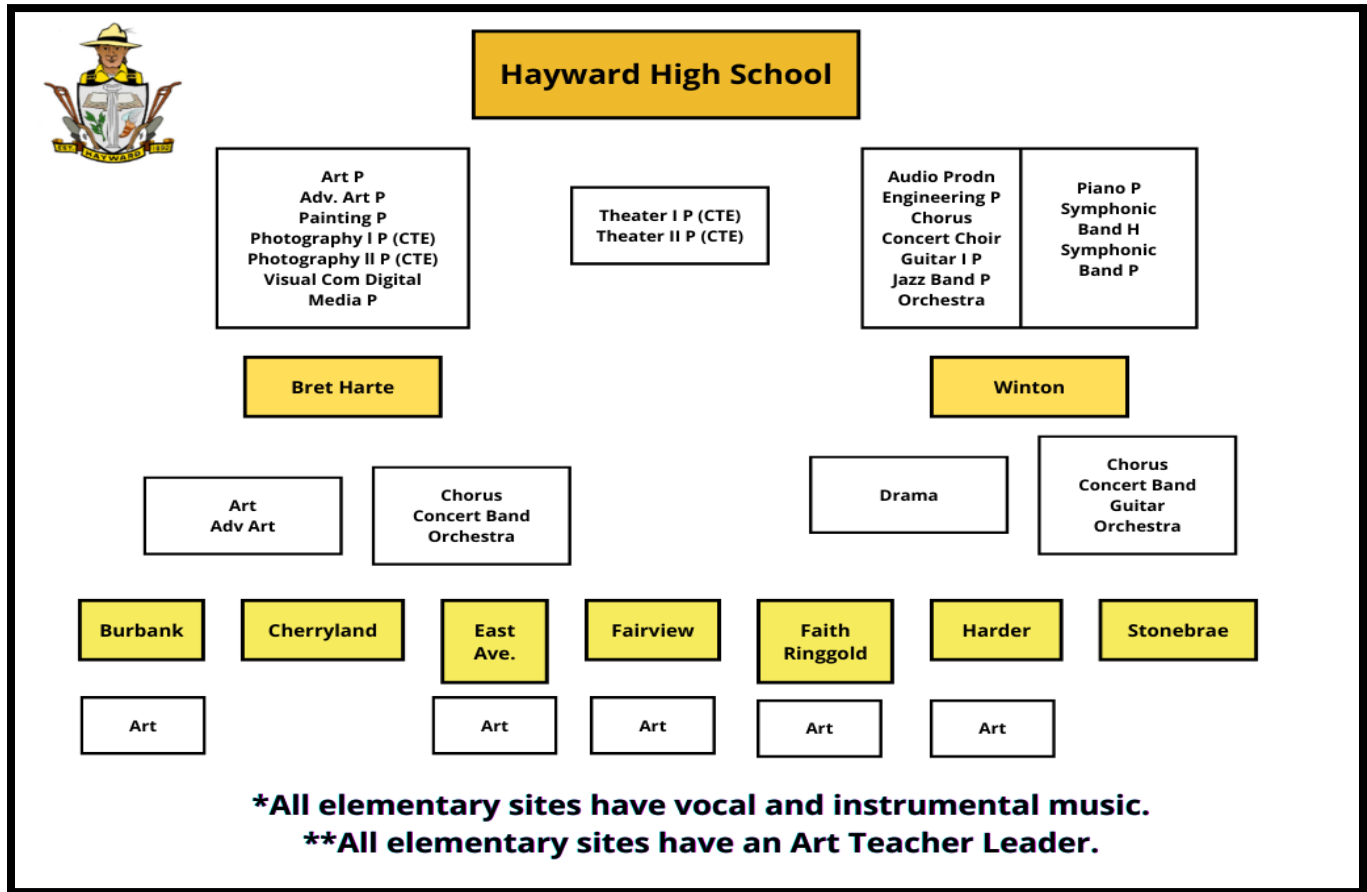 EST. HAYWARD 1892
Hayward High School
Art P
Adv. Art P
Painting P
Photography l P (CTE)
Photography ll P (CTE)
Visual Com Digital
Media P
Theater I P (CTE)
Theater II P (CTE)
Audio Prodn
Engineering P
Chorus
Concert Choir
Guitar I P
Jazz Band P
Orchestra
Piano P
Symphonic
Band H
Symphonic
Band P
Bret Harte
Winton
Art
Adv Art
Chorus
Concert Band
Orchestra
Drama
Chorus
Concert Band
Guitar
Orchestra
Burbank
Cherryland
East
Ave.
Fairview
Faith
Ringgold
Harder
Stonebrae
Art
Art
Art
Art
Art
*All elementary sites have vocal and instrumental music.
**All elementary sites have an Art Teacher Leader.